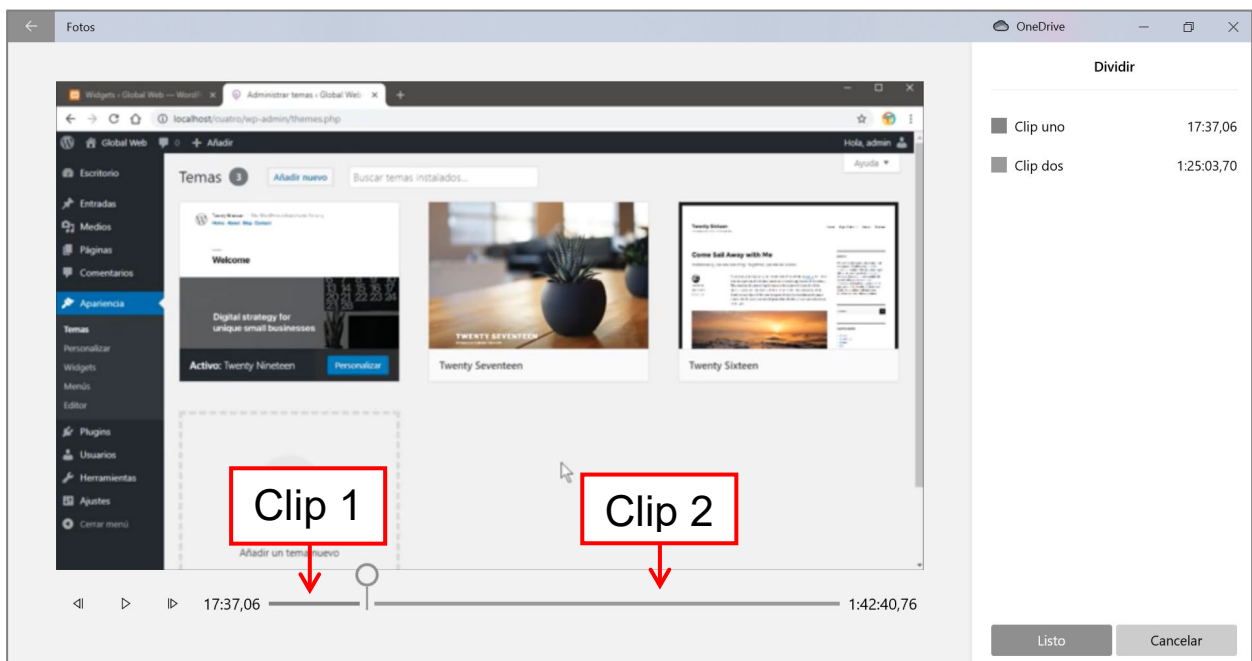 Fotos
OneDrive
Dividir
Clip uno 17:37,06
Clip dos 1:25:03,70
Widgets ‹ Global Web — WordP
Administrar temas ‹ Global Web
localhost/cuatro/wp-admin/themes.php
Global Web 0 + Añadir
Hola, admin
Escritorio
Entradas
Medios
Páginas
Comentarios
Apariencia
Temas
Personalizar
Widgets
Menús
Editor
Plugins
Usuarios
Herramientas
Ajustes
Cerrar menú
Temas 3 Añadir nuevo Buscar temas instalados...
Ayuda
Welcome
Digital strategy for
unique small businesses
Activo: Twenty Nineteen Personalizar
TWENTY SEVENTEEN
Twenty Seventeen
Twenty Sixteen
Come Sail Away with Me
Twenty Sixteen
Añadir un tema nuevo
Clip 1
Clip 2
17:37,06 1:42:40,76
Listo Cancelar